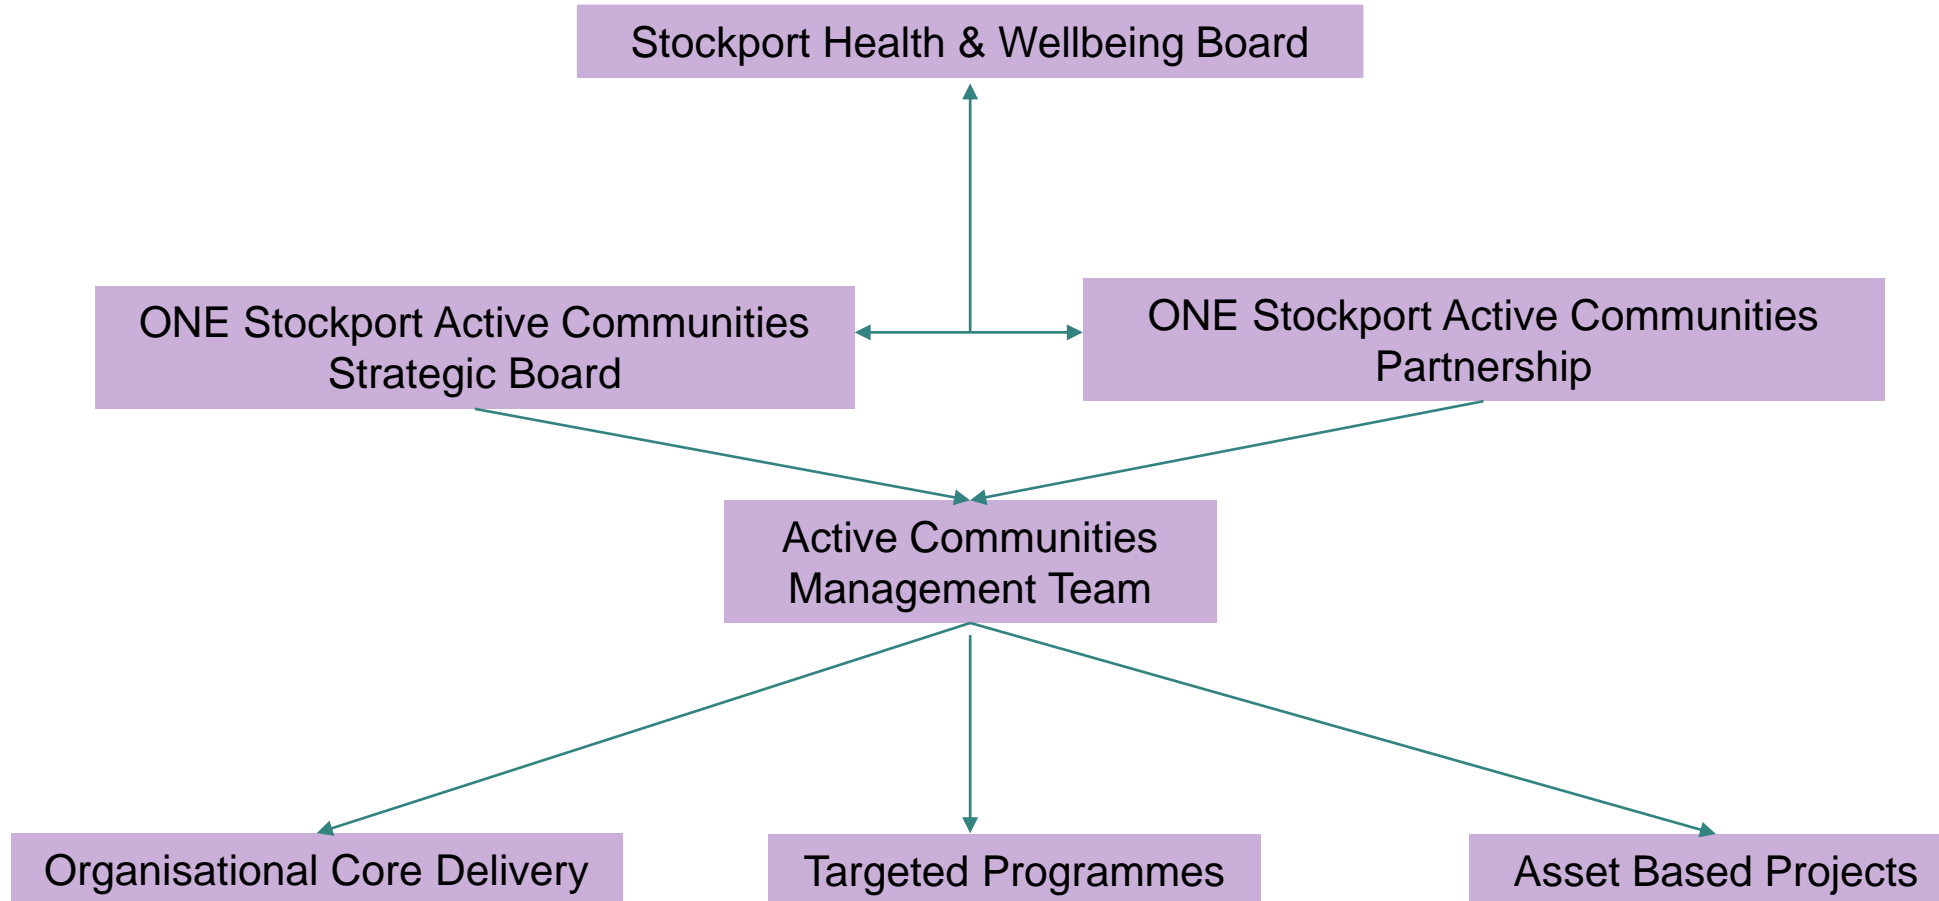 Stockport Health & Wellbeing Board
ONE Stockport Active Communities
Strategic Board
ONE Stockport Active Communities
Partnership
Active Communities
Management Team
Organisational Core Delivery
Targeted Programmes
Asset Based Projects